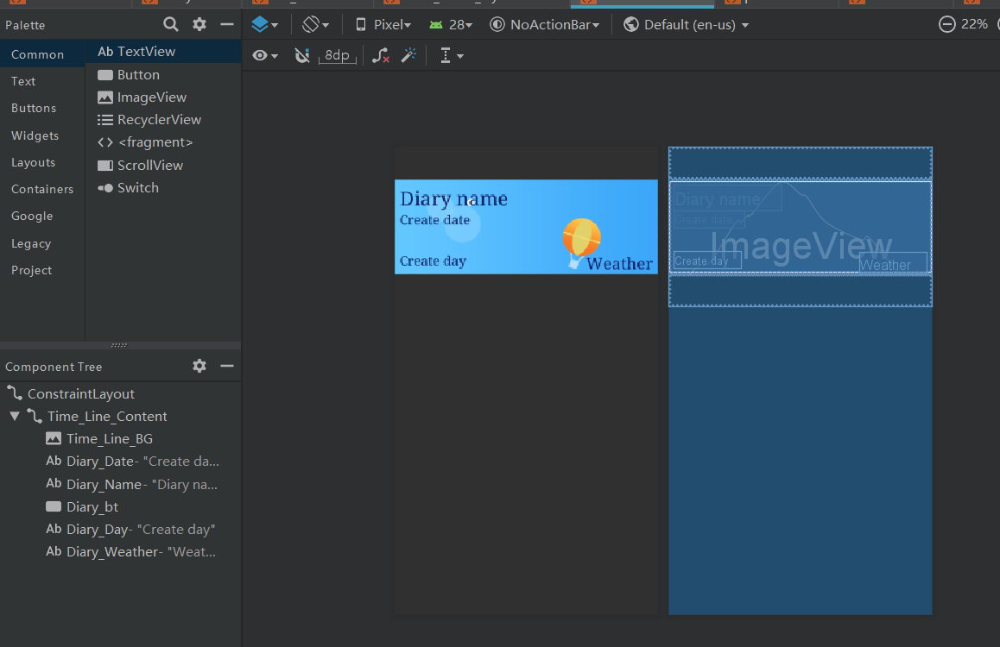 Palette
Pixel
28
NoActionBar
Default (en-us)
22%
8dp
Common
Text
Buttons
Widgets
Layouts
Containers
Google
Legacy
Project
Ab TextView
Button
ImageView
RecyclerView
<fragment>
ScrollView
Switch
Diary name
Create date
Create day
Weather
Diary name
Create date
ImageView
Create day
Weather
Component Tree
ConstraintLayout
Time_Line_Content
Time_Line_BG
Ab Diary_Date- "Create da...
Ab Diary_Name- "Diary na...
Diary_bt
Ab Diary_Day- "Create day"
Ab Diary_Weather- "Weat...